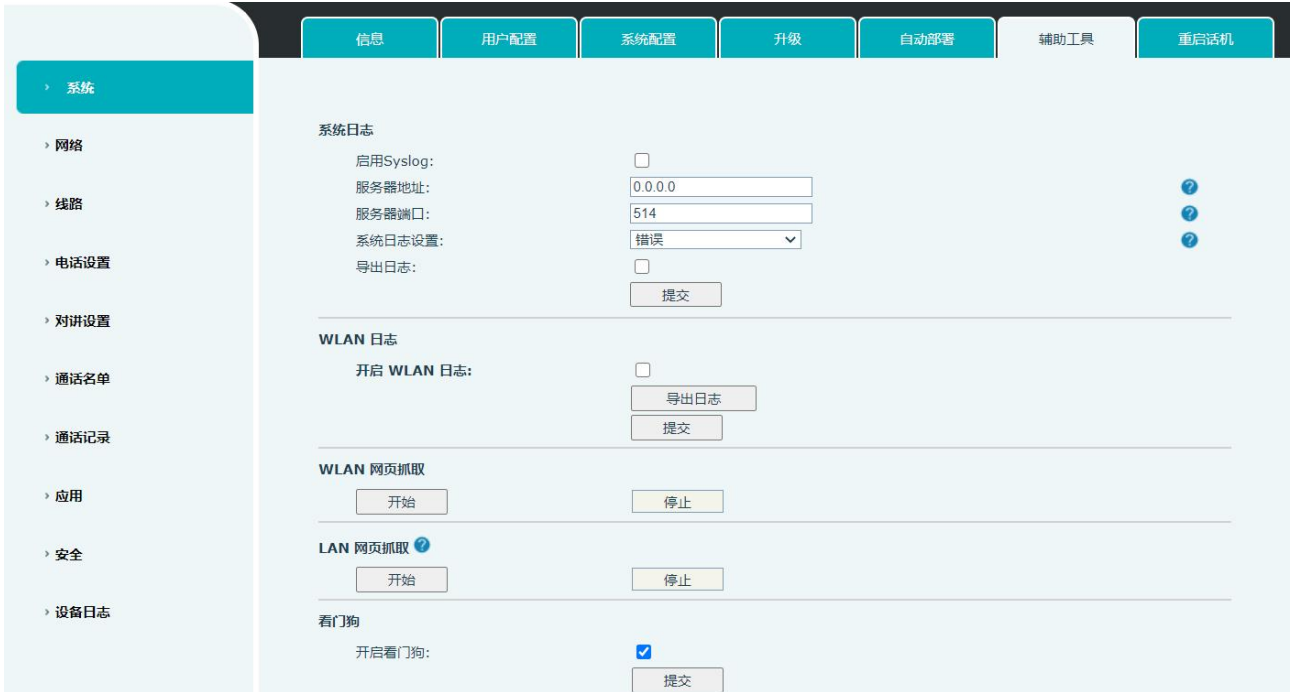 信息 用户配置 系统配置 升级 自动部署 辅助工具 重启话机
系统
网络
线路
电话设置
对讲设置
通话名单
通话记录
应用
安全
设备日志
系统日志
启用Syslog:
服务器地址: 0.0.0.0
服务器端口: 514
系统日志设置: 错误
导出日志:
提交
WLAN 日志
开启 WLAN 日志:
导出日志
提交
WLAN 网页抓取
开始 停止
LAN 网页抓取
开始 停止
看门狗
开启看门狗:
提交